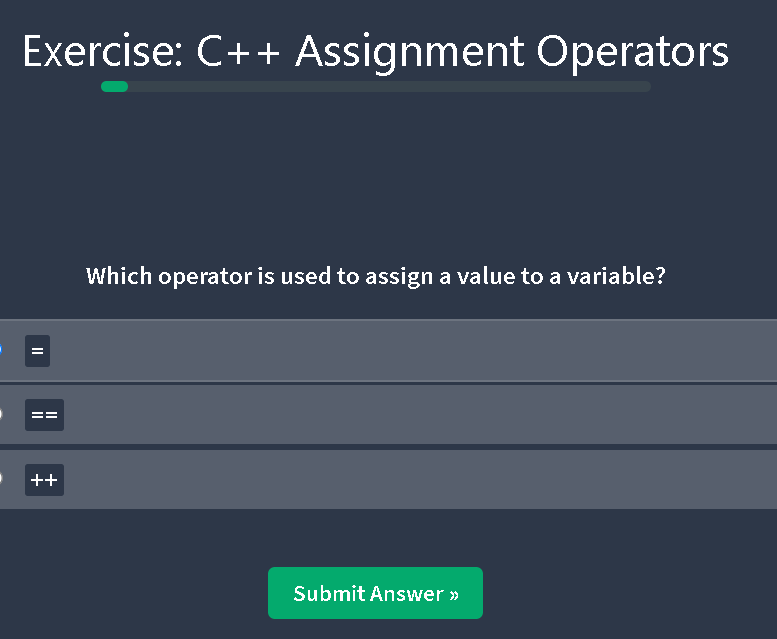 Exercise: C++ Assignment Operators
Which operator is used to assign a value to a variable?
=
==
++
Submit Answer »